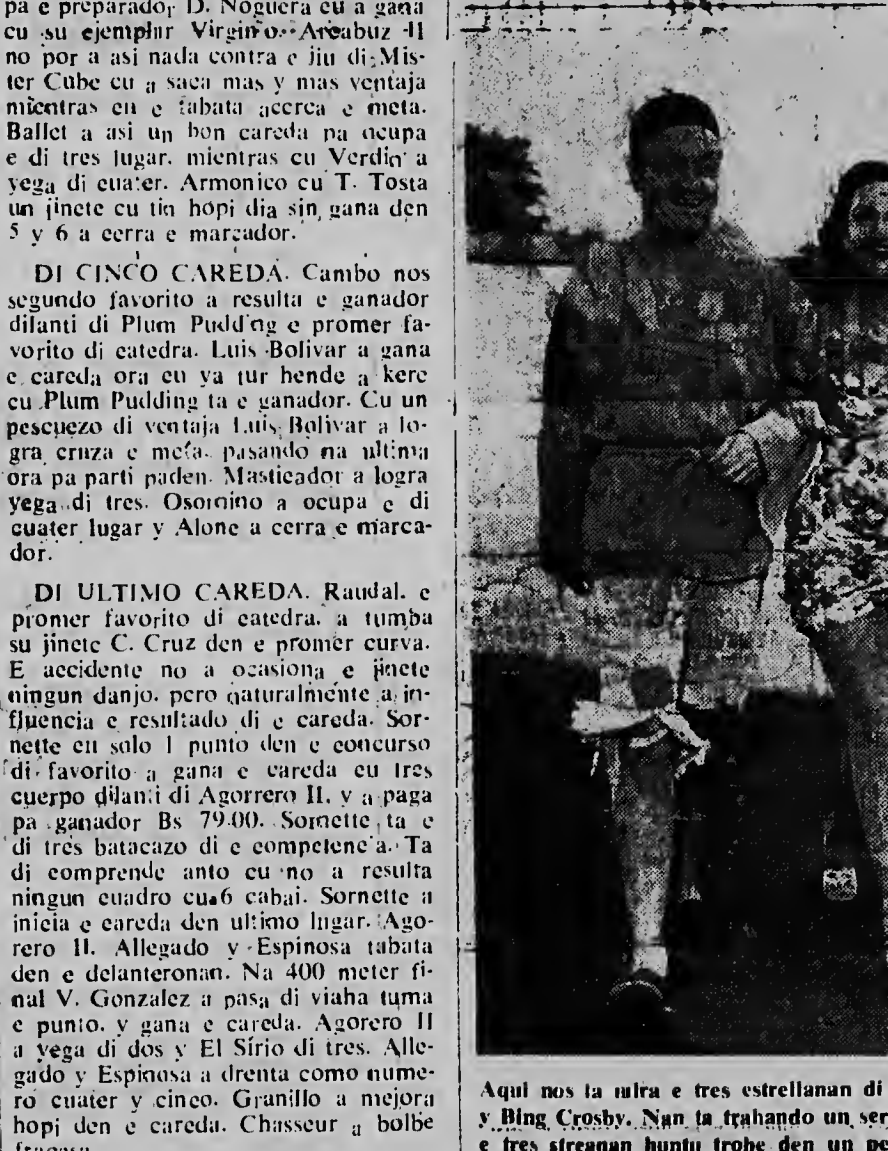 pa e preparador D. Noguera cu a gana
cu su ejemplar Virginio. Arcabuz II
no por a asi nada contra e jiu di Mis-
ter Cube cu a saca mas y mas ventaja
mientras cu e tabata acerca e meta.
Ballet a asi un bon careda pa ocupa
e di tres lugar. mientras cu Verdin a
yega di cuater. Armonico cu T. Tosta
un jinete cu tin hopi dia sin gana den
5 y 6 a cerra e marcador.
DI CINCO CAREDA. Cambo nos
segundo favorito a resulta e ganador
dilanti di Plum Pudding e promer fa-
vorito di catedra. Luis Bolivar a gana
e careda ora cu ya tur hende a kere
cu Plum Pudding ta e ganador. Cu un
pescuezo di ventaja Luis Bolivar a lo-
gra cruza e meta. pasando na ultima
ora pa parti paden. Masticador a logra
yega di tres. Osornino a ocupa e di
cuater lugar y Alone a cerra e marca-
dor.
DI ULTIMO CAREDA. Raudal. e
promer favorito di catedra. a tumba
su jinete C. Cruz den e promer curva.
E accidente no a ocasiona e jinete
ningun danjo. pero naturalmente a in-
fluencia e resultado di e careda. Sor-
nette cu solo 1 punto den e concurso
di favorito a gana e careda cu tres
cuerpo dilanti di Agorrero II. y a paga
pa ganador Bs 79.00. Sornette ta e
di tres batacazo di e competencia. Ta
di comprende anto cu no a resulta
ningun cuadro cu 6 cabai. Sornette a
inicia e careda den ultimo lugar. Ago-
rero II. Allegado y Espinosa tabata
den e delanteronan. Na 400 meter fi-
nal V. Gonzalez a pasa di viaha tuma
e punto. y gana e careda. Agorero II
a yega di dos y El Sirio di tres. Alle-
gado y Espinosa a drenta como nume-
ro cuater y cinco. Granillo a mejora
hopi den e careda. Chasseur a bolbe
fracasa
Aqui nos ta mira e tres estrellanan di
y Bing Crosby. Nan ta trahando un ser
e tres streanan huntu trobe den un pe